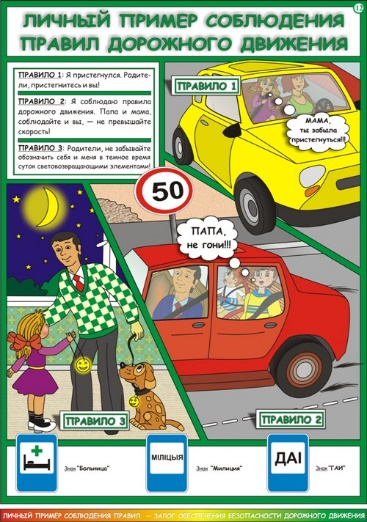 12
ЛИЧНЫЙ ПРИМЕР СОБЛЮДЕНИЯ
ПРАВИЛ ДОРОЖНОГО ДВИЖЕНИЯ
ПРАВИЛО 1: Я пристегнулся. Родите-
ли, пристегнитесь и вы!
ПРАВИЛО 2: Я соблюдаю правила
дорожного движения. Папа и мама,
соблюдайте и вы, — не превышайте
скорость!
ПРАВИЛО 3: Родители, не забывайте
обозначить себя и меня в темное время
суток световозвращающими элементами!
ПРАВИЛО 1
МАМА,
ты забыла
пристегнуться!!!
50
ПАПА,
не гони!!!
ПРАВИЛО 3
ПРАВИЛО 2
Знак "Больница"
МІЛІЦЫЯ
Знак "Милиция"
ДАІ
Знак "ГАИ"
ЛИЧНЫЙ ПРИМЕР СОБЛЮДЕНИЯ ПРАВИЛ — ЗАЛОГ ОБЕСПЕЧЕНИЯ БЕЗОПАСНОСТИ ДОРОЖНОГО ДВИЖЕНИЯ